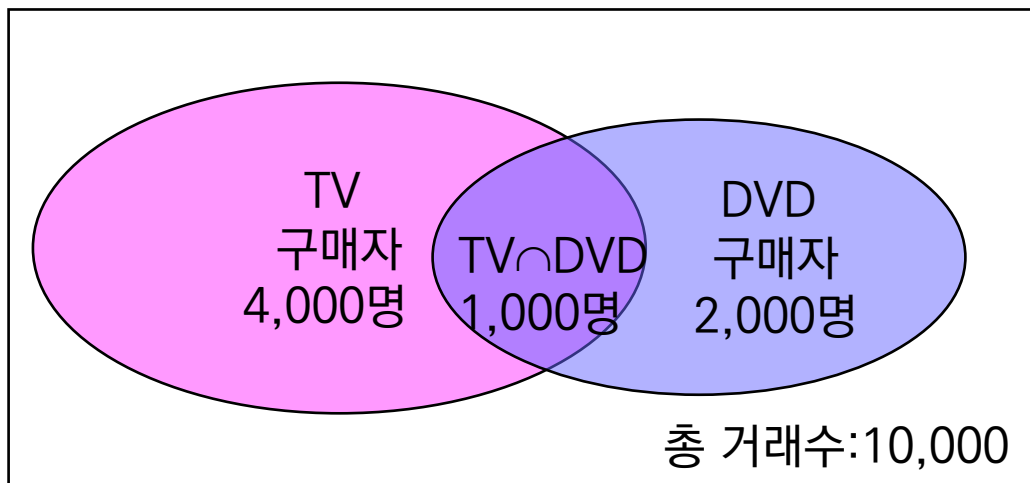 TV
구매자
4,000명
TV∩DVD
1,000명
DVD
구매자
2,000명
총 거래수:10,000